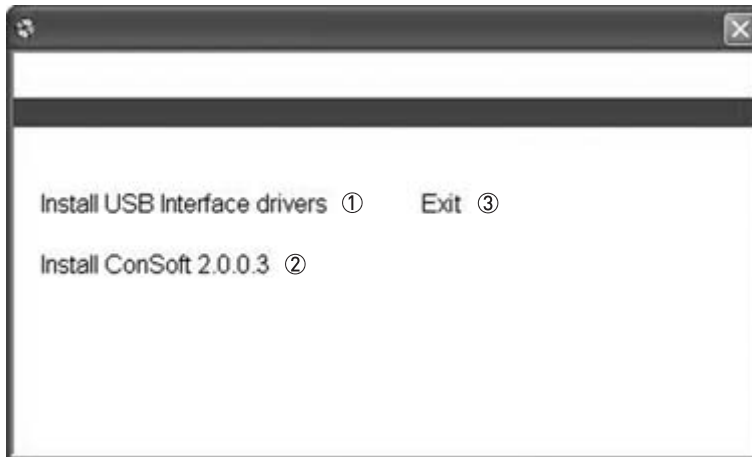 Install USB Interface drivers ① Exit ③
Install ConSoft 2.0.0.3 ②